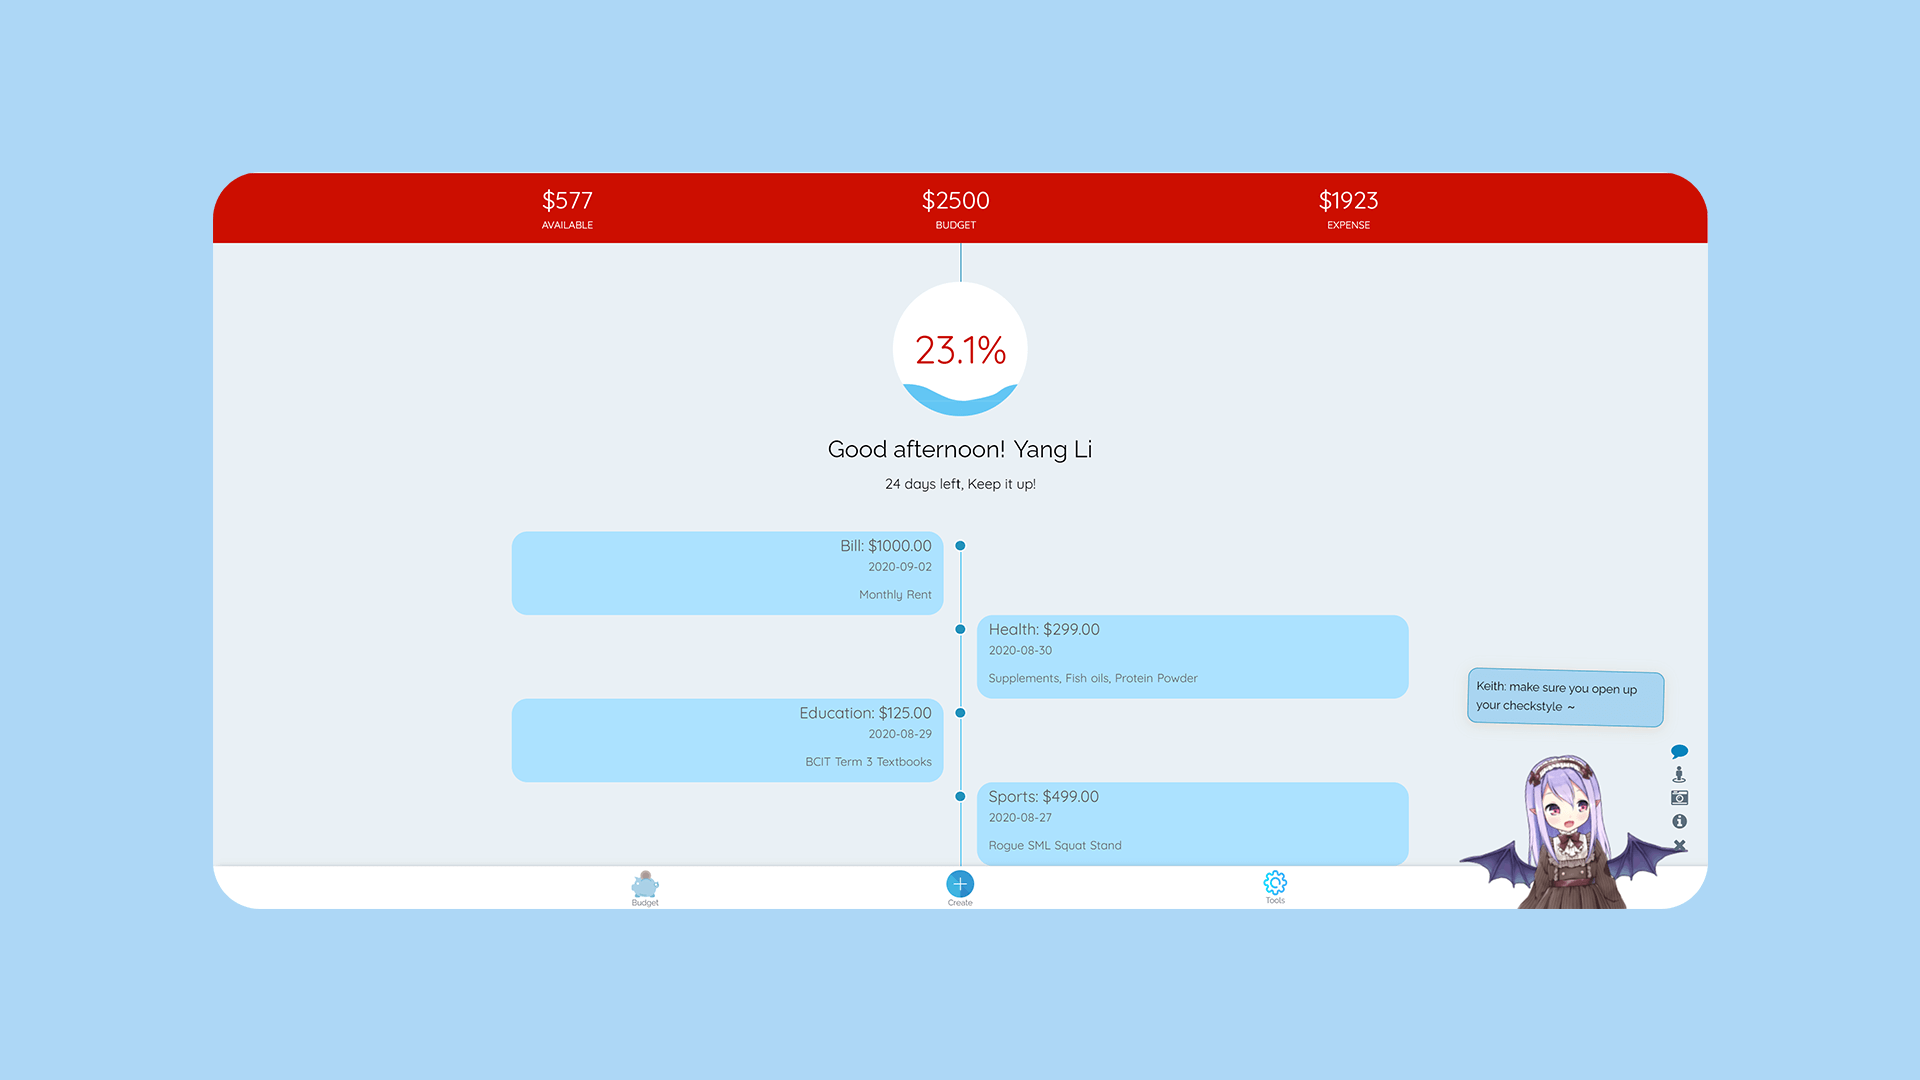 $577
AVAILABLE
$2500
BUDGET
$1923
EXPENSE
23.1%
Good afternoon! Yang Li
24 days left, Keep it up!
Bill: $1000.00
2020-09-02
Monthly Rent
Health: $299.00
2020-08-30
Supplements, Fish oils, Protein Powder
Education: $125.00
2020-08-29
BCIT Term 3 Textbooks
Sports: $499.00
2020-08-27
Rogue SML Squat Stand
Keith: make sure you open up
your checkstyle ~
Budget
Create
Tools